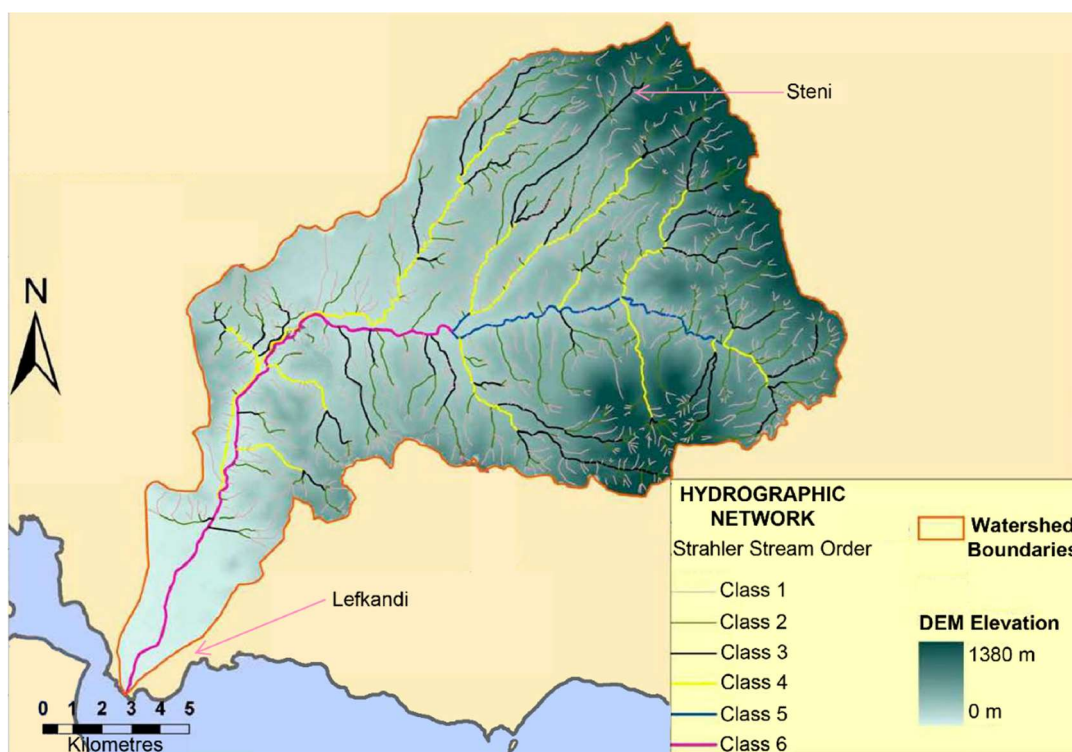 Steni
N
Lefkandi
0 1 2 3 4 5
Kilometres
HYDROGRAPHIC
NETWORK
Strahler Stream Order
Class 1
Class 2
Class 3
Class 4
Class 5
Class 6
Watershed
Boundaries
DEM Elevation
1380 m
0 m